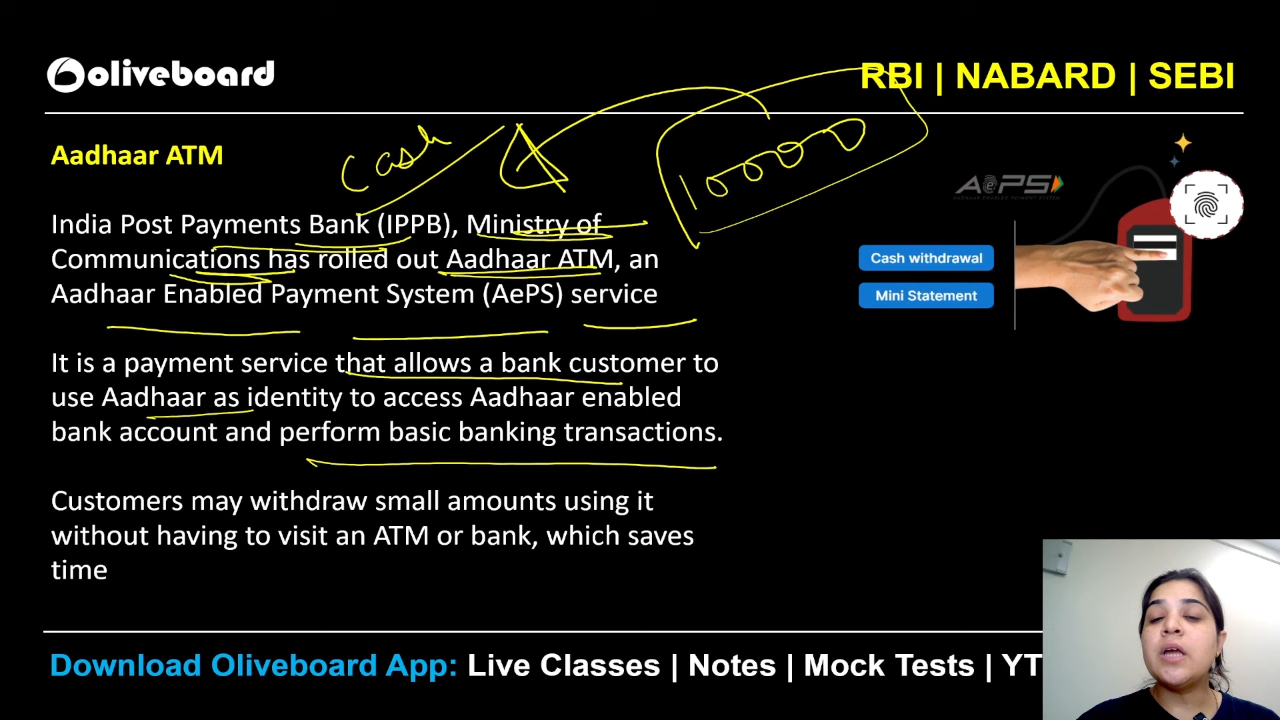 oliveboard
RBI | NABARD | SEBI
Aadhaar ATM
Cash
A
10000
India Post Payments Bank (IPPB), Ministry of
Communications has rolled out Aadhaar ATM, an
Aadhaar Enabled Payment System (AePS) service
It is a payment service that allows a bank customer to
use Aadhaar as identity to access Aadhaar enabled
bank account and perform basic banking transactions.
Customers may withdraw small amounts using it
without having to visit an ATM or bank, which saves
time
AePS
AADHAAR ENABLED PAYMENT SYSTEM
Cash withdrawal
Mini Statement
Download Oliveboard App: Live Classes | Notes | Mock Tests | YT